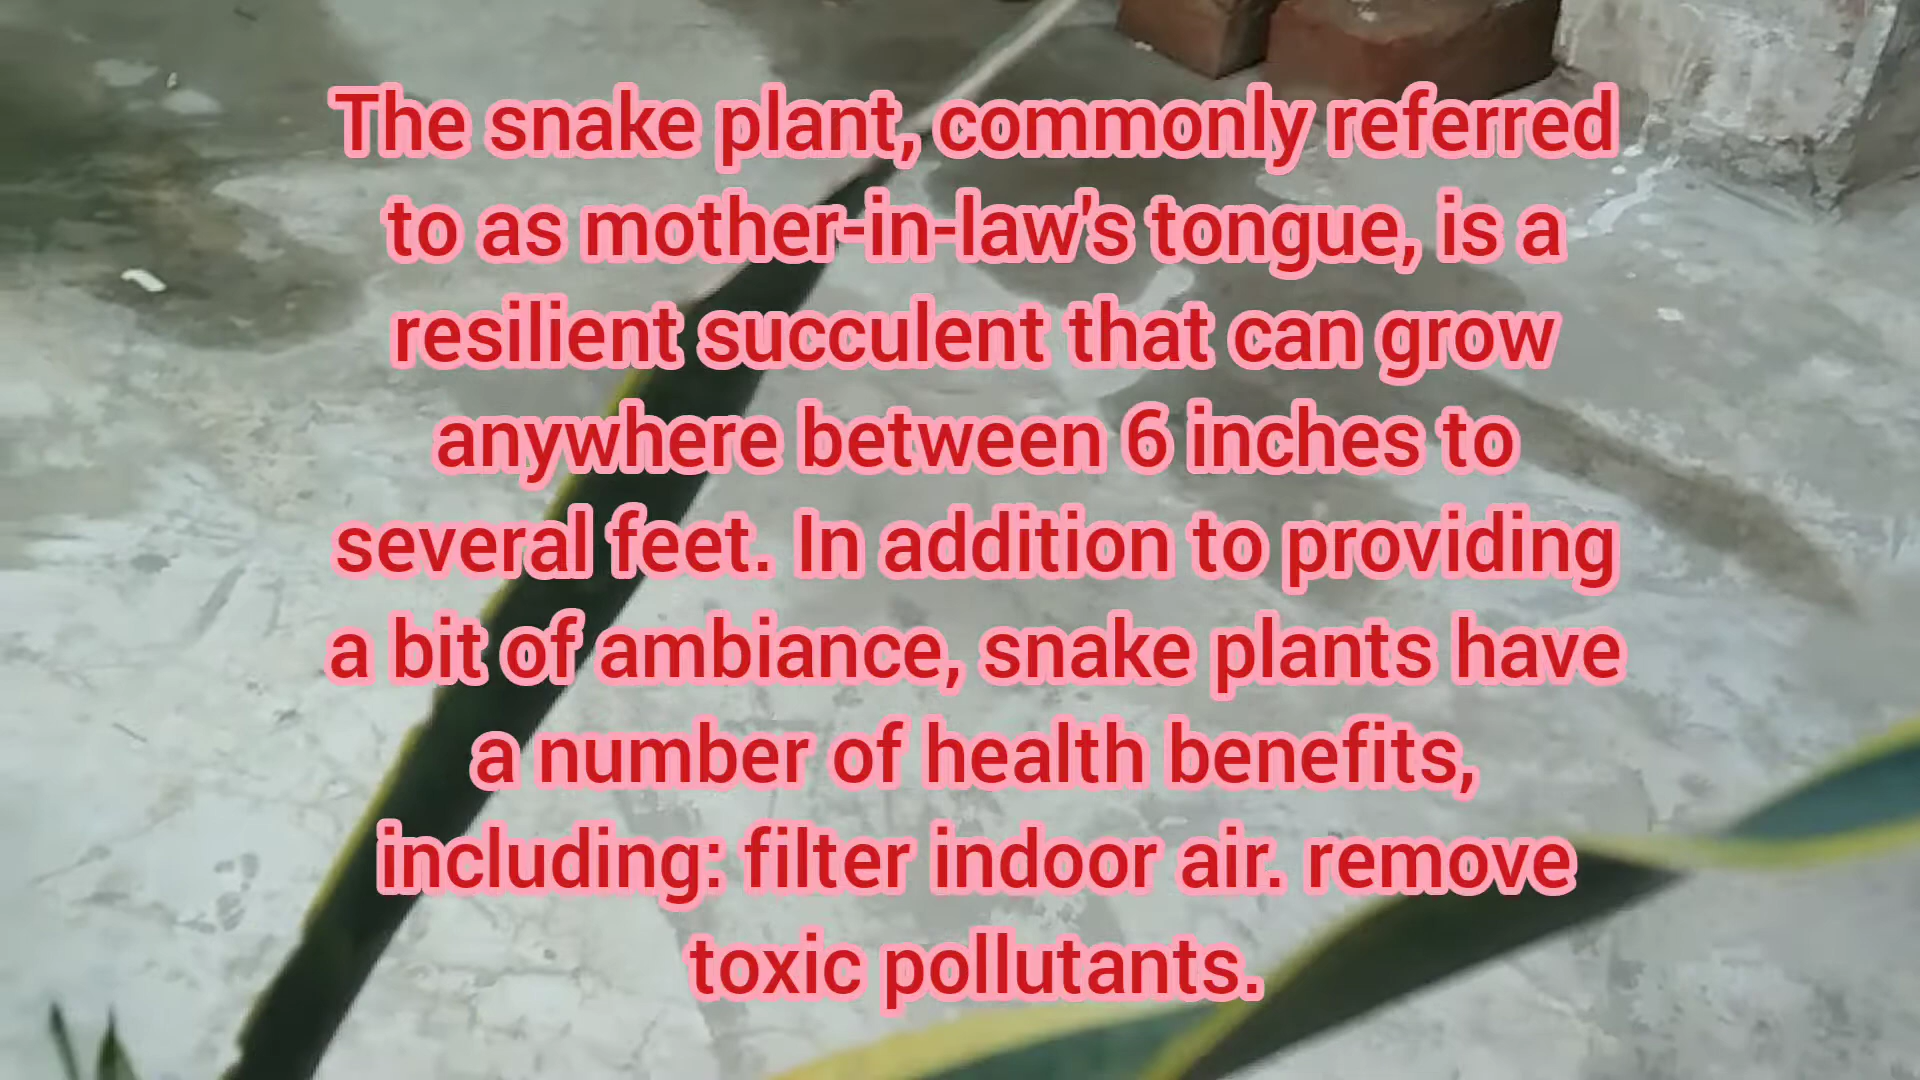 The snake plant, commonly referred
to as mother-in-law's tongue, is a
resilient succulent that can grow
anywhere between 6 inches to
several feet. In addition to providing
a bit of ambiance, snake plants have
a number of health benefits,
including: filter indoor air. remove
toxic pollutants.